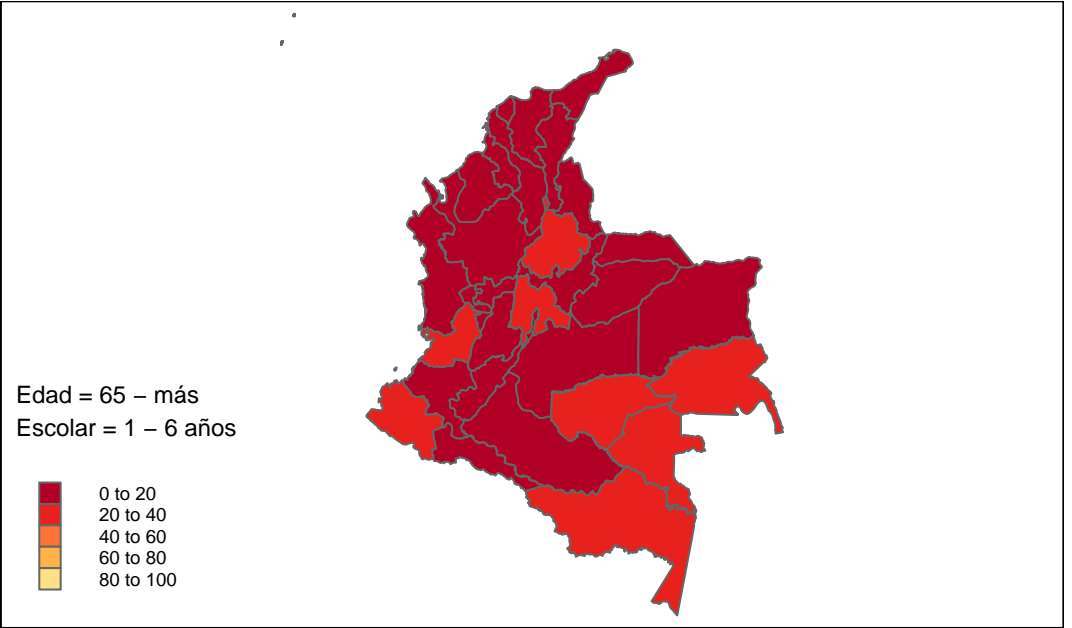 Edad = 65 − más
Escolar = 1 − 6 años
0 to 20
20 to 40
40 to 60
60 to 80
80 to 100